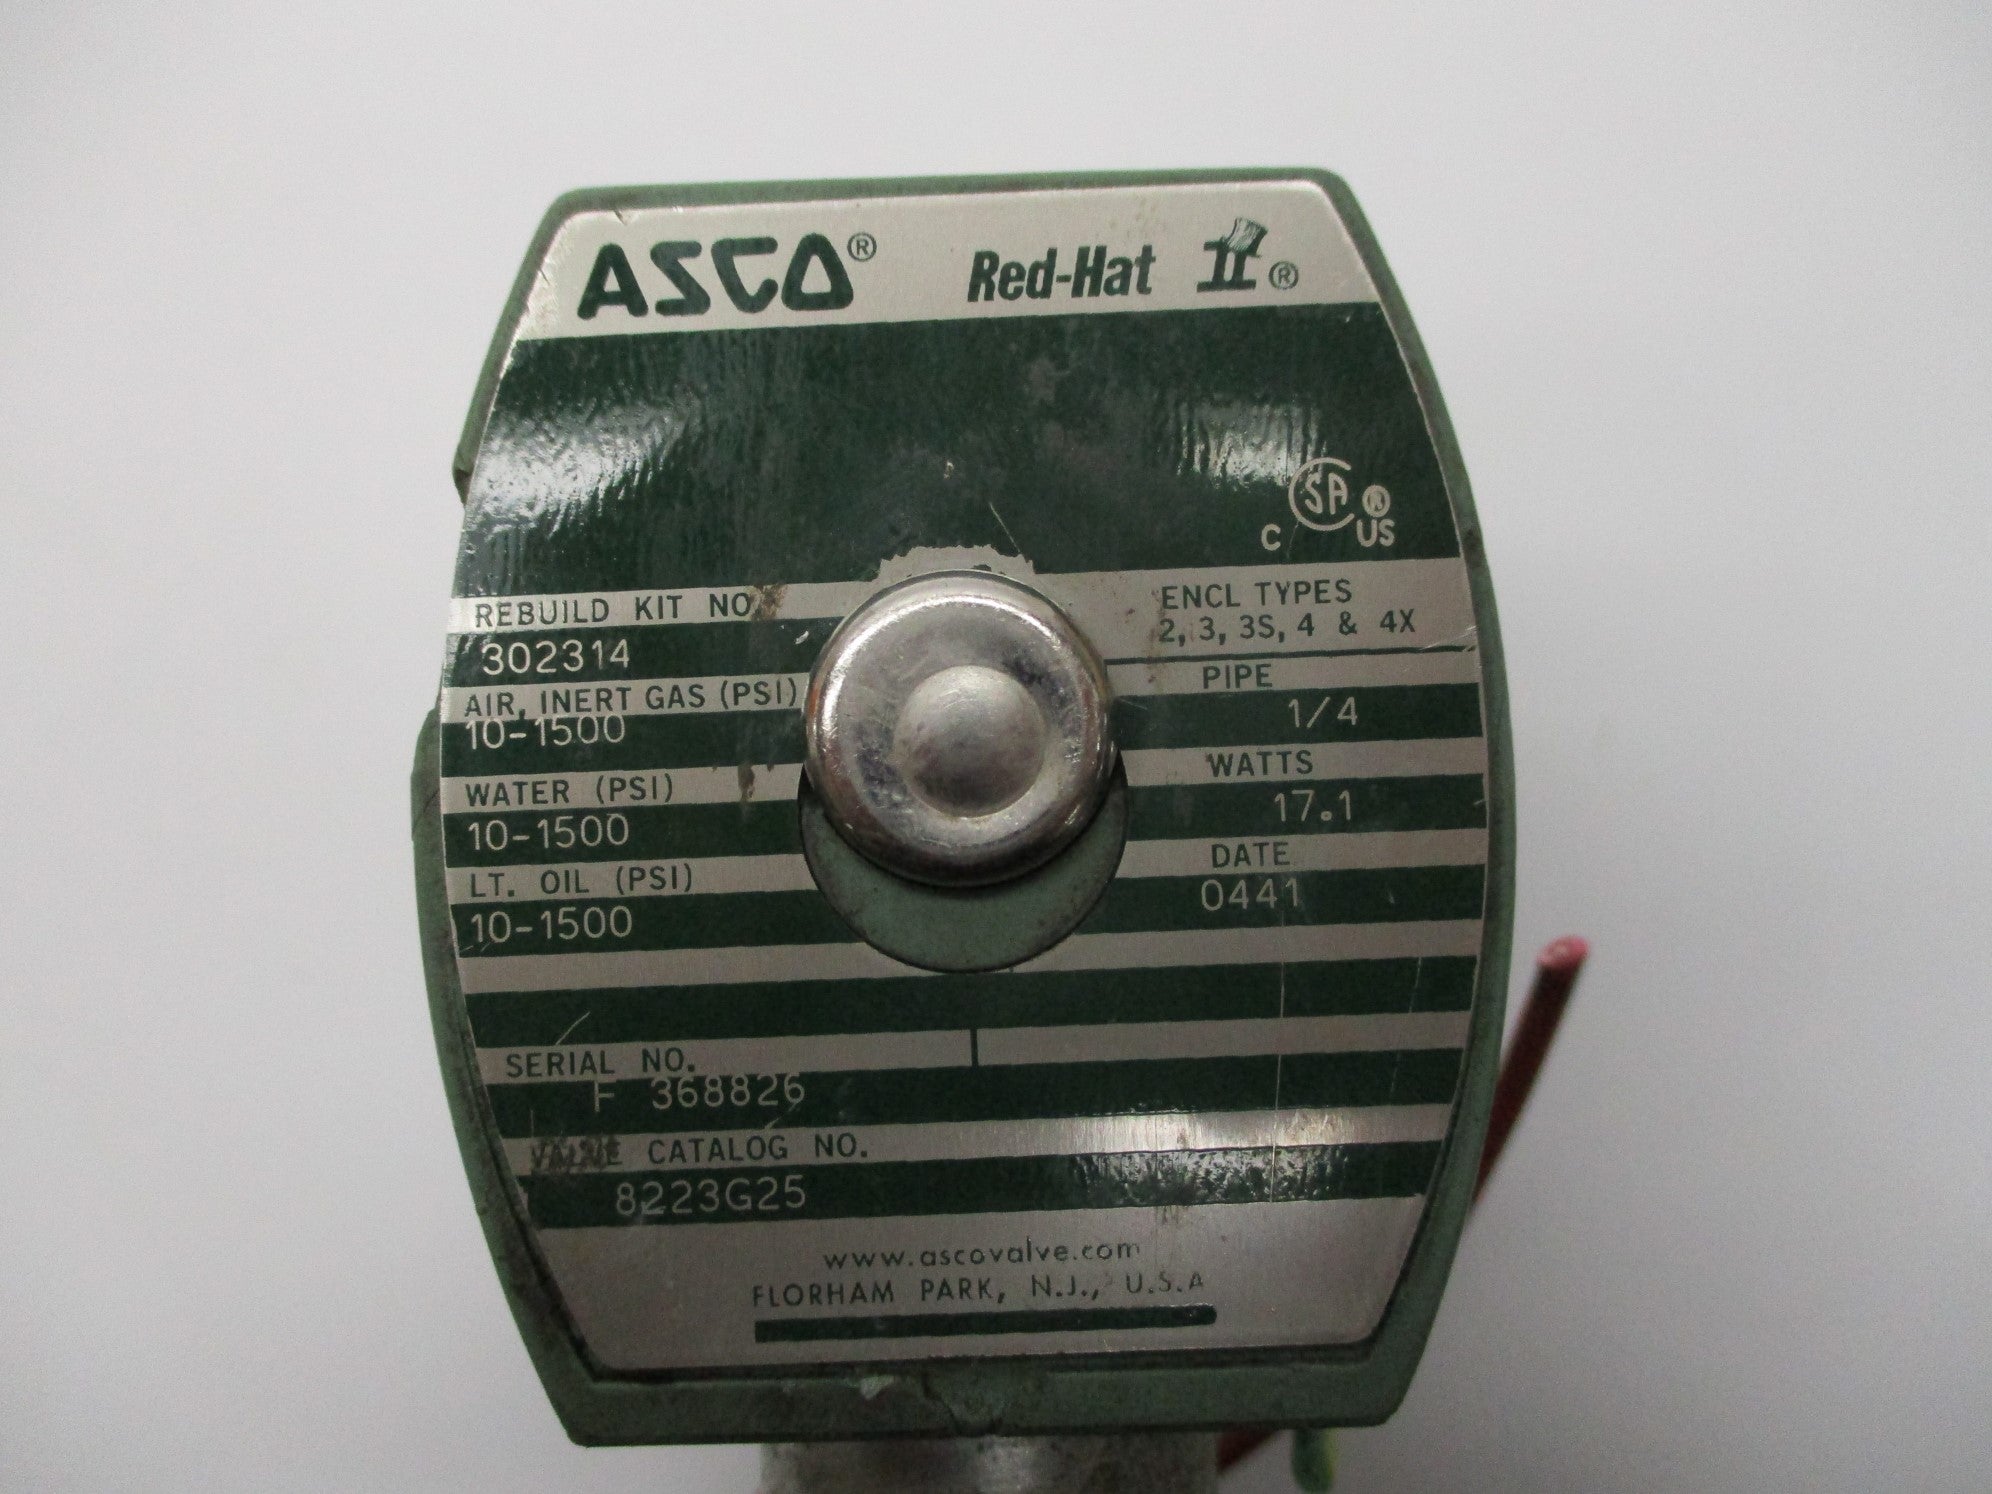 ASCO® Red-Hat II®
C SA ® US
REBUILD KIT NO
302314
AIR, INERT GAS (PSI)
10-1500
WATER (PSI)
10-1500
LT. OIL (PSI)
10-1500
ENCL TYPES
2, 3, 3S, 4 & 4X
PIPE
1/4
WATTS
17.1
DATE
0441
SERIAL NO.
F 368826
VALVE CATALOG NO.
8223G25
www.ascovalve.com
FLORHAM PARK, N.J., U.S.A